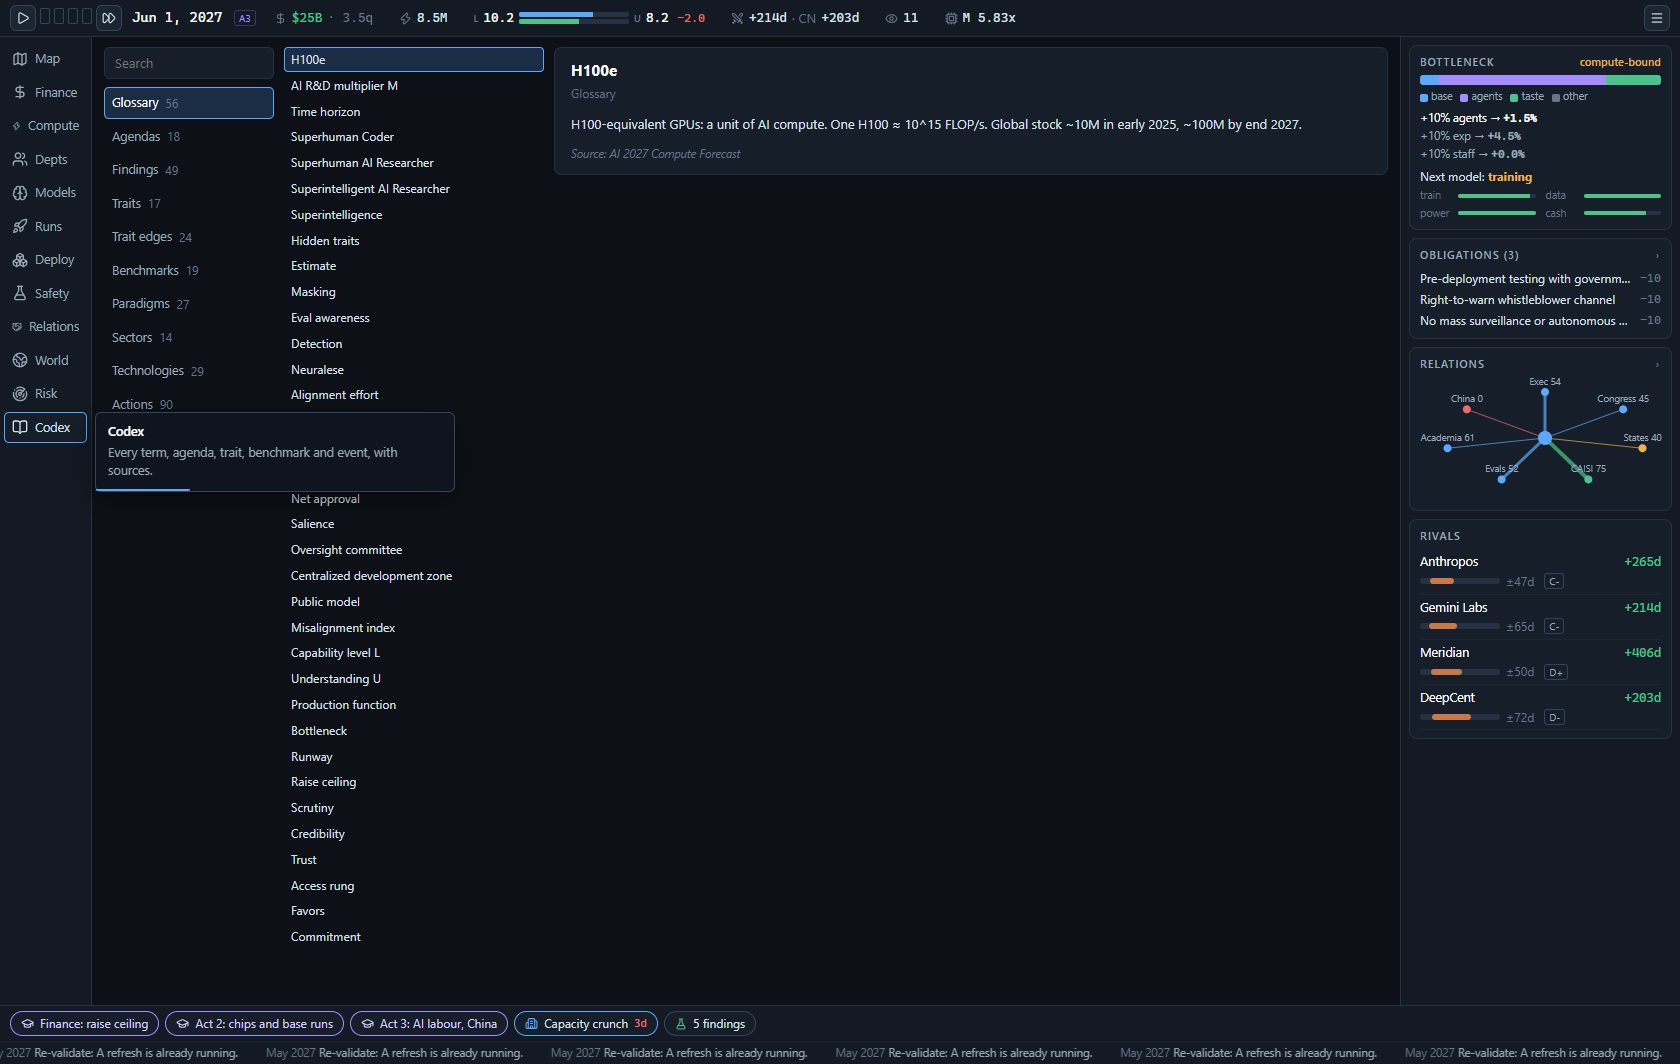 Jun 1, 2027 A3 $ $25B · 3.5q 8.5M L 10.2 U 8.2 −2.0 +214d · CN +203d 11 M 5.83x
Map
Finance
Compute
Depts
Models
Runs
Deploy
Safety
Relations
World
Risk
Codex
Search
Glossary 56
Agendas 18
Findings 49
Traits 17
Trait edges 24
Benchmarks 19
Paradigms 27
Sectors 14
Technologies 29
Actions 90
Codex
Every term, agenda, trait, benchmark and event, with
sources.
H100e
AI R&D multiplier M
Time horizon
Superhuman Coder
Superhuman AI Researcher
Superintelligent AI Researcher
Superintelligence
Hidden traits
Estimate
Masking
Eval awareness
Detection
Neuralese
Alignment effort
Net approval
Salience
Oversight committee
Centralized development zone
Public model
Misalignment index
Capability level L
Understanding U
Production function
Bottleneck
Runway
Raise ceiling
Scrutiny
Credibility
Trust
Access rung
Favors
Commitment
H100e
Glossary
H100-equivalent GPUs: a unit of AI compute. One H100 ≈ 10^15 FLOP/s. Global stock ~10M in early 2025, ~100M by end 2027.
Source: AI 2027 Compute Forecast
BOTTLENECK compute-bound
base agents taste other
+10% agents → +1.5%
+10% exp → +4.5%
+10% staff → +0.0%
Next model: training
train data
power cash
OBLIGATIONS (3) ›
Pre-deployment testing with governm... −10
Right-to-warn whistleblower channel −10
No mass surveillance or autonomous ... −10
RELATIONS ›
Exec 54
China 0 Congress 45
Academia 61 States 40
Evals 52 CAISI 75
RIVALS
Anthropos +265d
±47d C-
Gemini Labs +214d
±65d C-
Meridian +406d
±50d D+
DeepCent +203d
±72d D-
Finance: raise ceiling Act 2: chips and base runs Act 3: AI labour, China Capacity crunch 3d 5 findings
2027 Re-validate: A refresh is already running. May 2027 Re-validate: A refresh is already running. May 2027 Re-validate: A refresh is already running. May 2027 Re-validate: A refresh is already running. May 2027 Re-validate: A refresh is already running. May 2027 Re-validate: A refresh is already running.